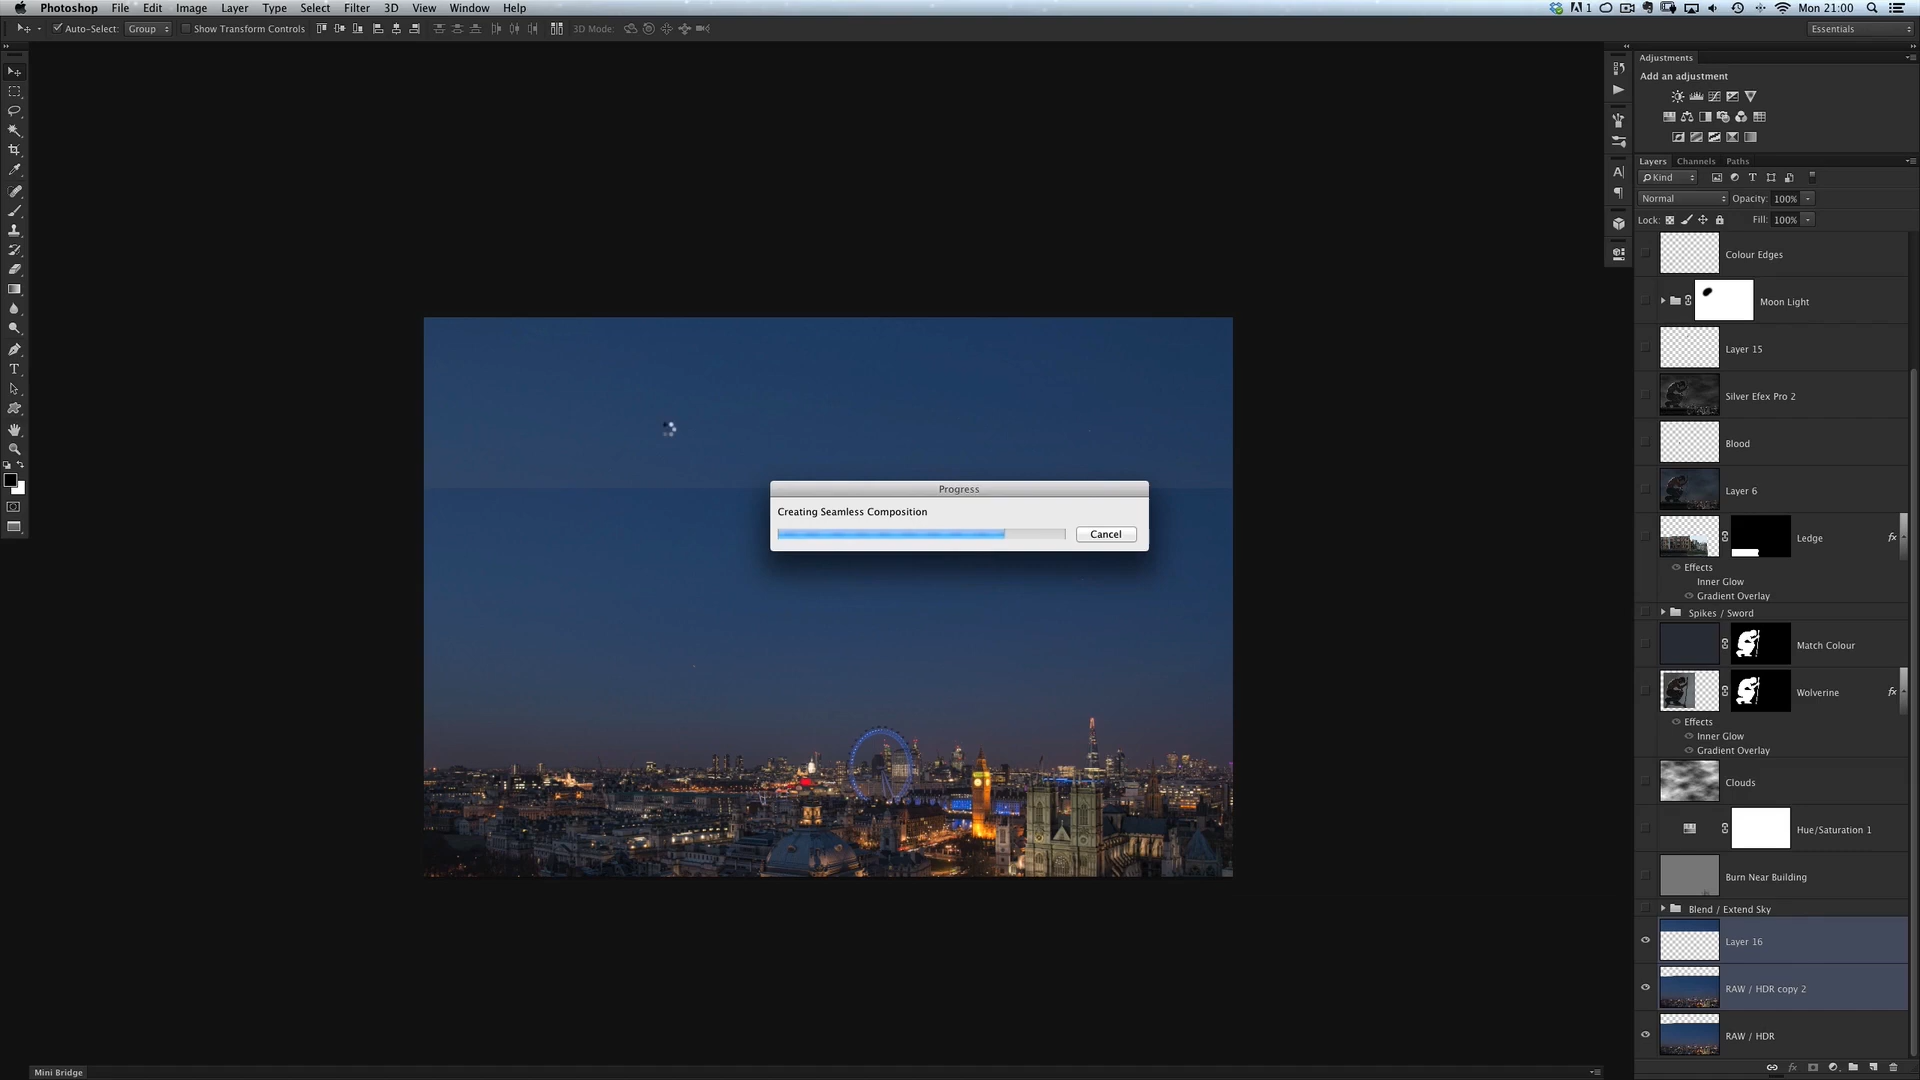 Photoshop File Edit Image Layer Type Select Filter 3D View Window Help 1 Mon 21:00
Auto-Select: Group Show Transform Controls 3D Mode: Essentials
Adjustments
Add an adjustment
Layers Channels Paths
Kind T
Normal Opacity: 100%
Lock: Fill: 100%
Colour Edges
Moon Light
Layer 15
Silver Efex Pro 2
Blood
Layer 6
Progress
Creating Seamless Composition
Cancel
Ledge fx
Effects
Inner Glow
Gradient Overlay
Spikes / Sword
Match Colour
Wolverine fx
Effects
Inner Glow
Gradient Overlay
Clouds
Hue/Saturation 1
Burn Near Building
Blend / Extend Sky
Layer 16
RAW / HDR copy 2
RAW / HDR
Mini Bridge fx